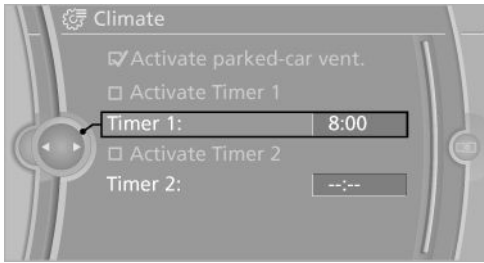 Climate
Activate parked-car vent.
Activate Timer 1
Timer 1: 8:00
Activate Timer 2
Timer 2: --:--